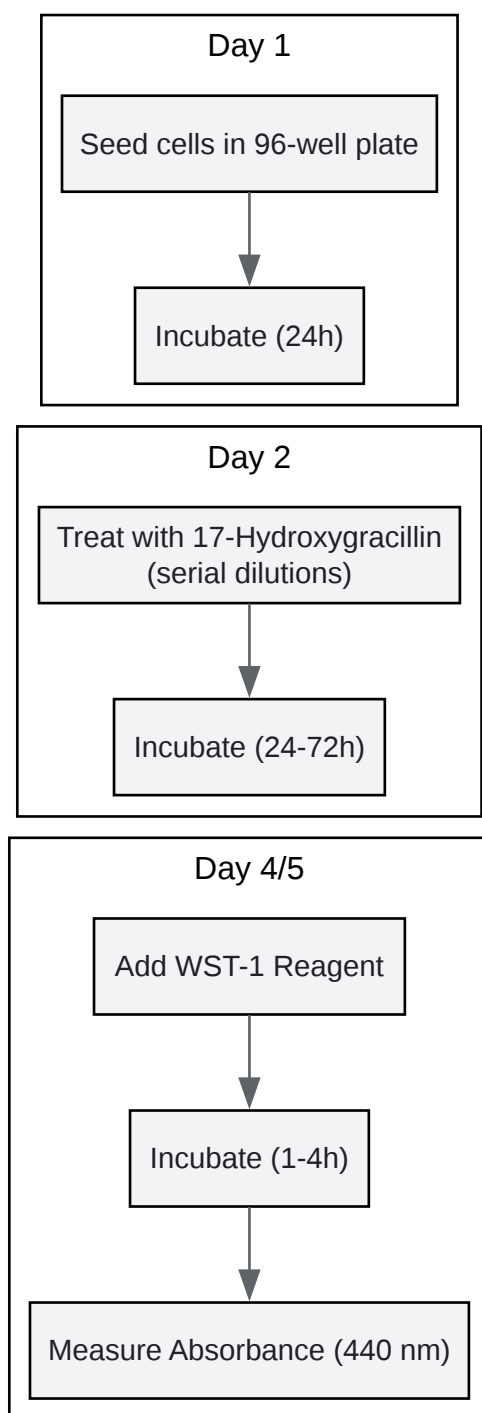 Day 1
Seed cells in 96-well plate
Incubate (24h)
Day 2
Treat with 17-Hydroxygracillin
(serial dilutions)
Incubate (24-72h)
Day 4/5
Add WST-1 Reagent
Incubate (1-4h)
Measure Absorbance (440 nm)